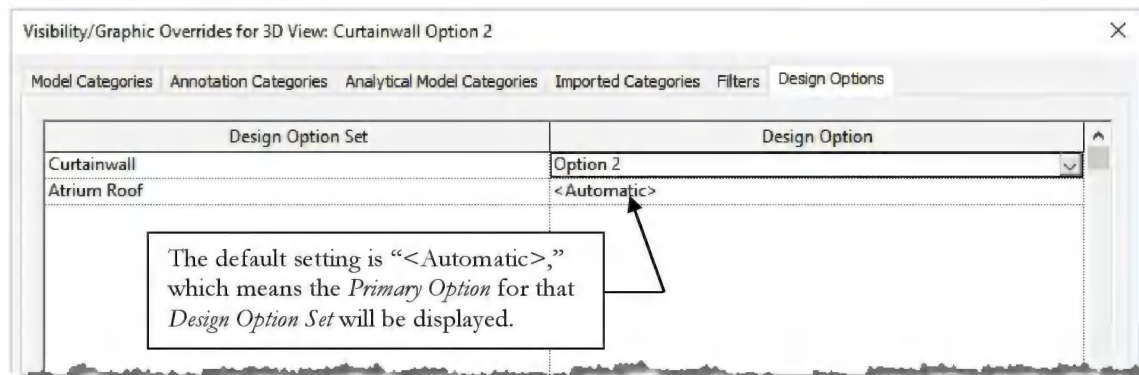 Visibility/Graphic Overrides for 3D View: Curtainwall Option 2
Model Categories Annotation Categories Analytical Model Categories Imported Categories Filters Design Options
Design Option Set Design Option
Curtainwall Option 2
Atrium Roof <Automatic>
The default setting is “<Automatic>,”
which means the Primary Option for that
Design Option Set will be displayed.